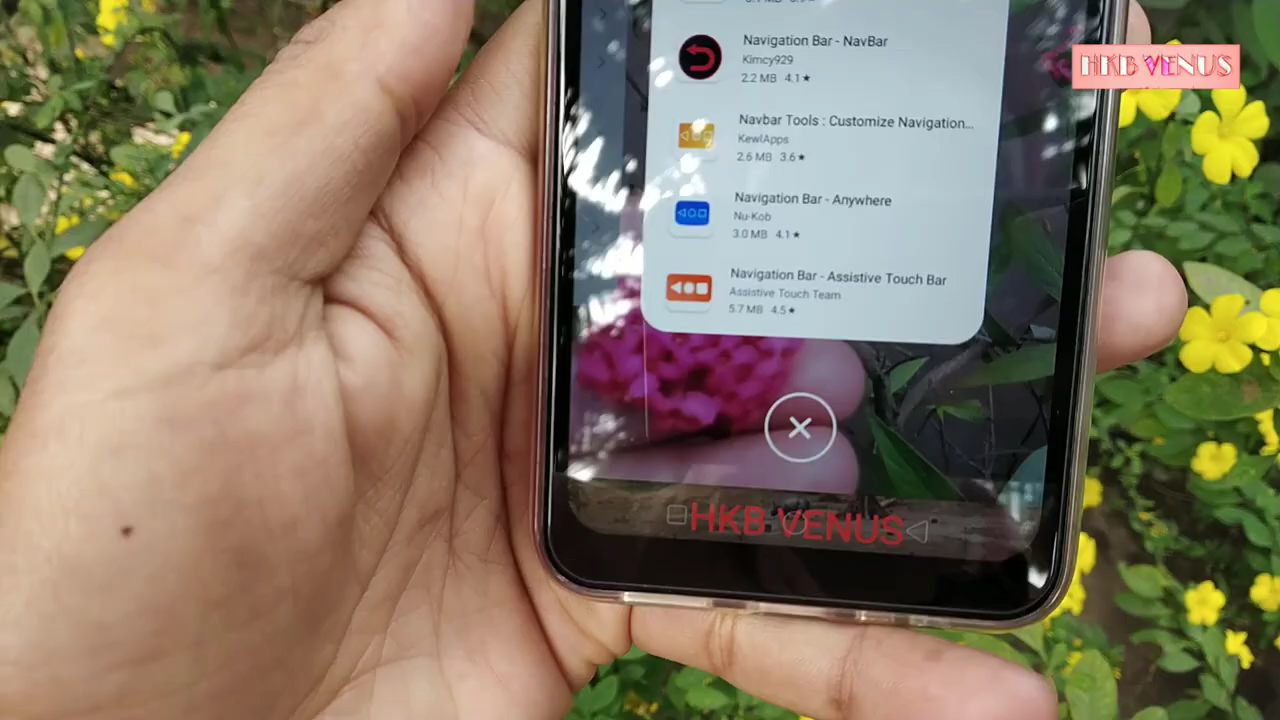 HKB VENUS
Navigation Bar - NavBar
Kimcy929
2.2 MB 4.1★
Navbar Tools : Customize Navigation...
KewlApps
2.6 MB 3.6★
Navigation Bar - Anywhere
Nu-Kob
3.0 MB 4.1★
Navigation Bar - Assistive Touch Bar
Assistive Touch Team
5.7 MB 4.5★
HKB VENUS